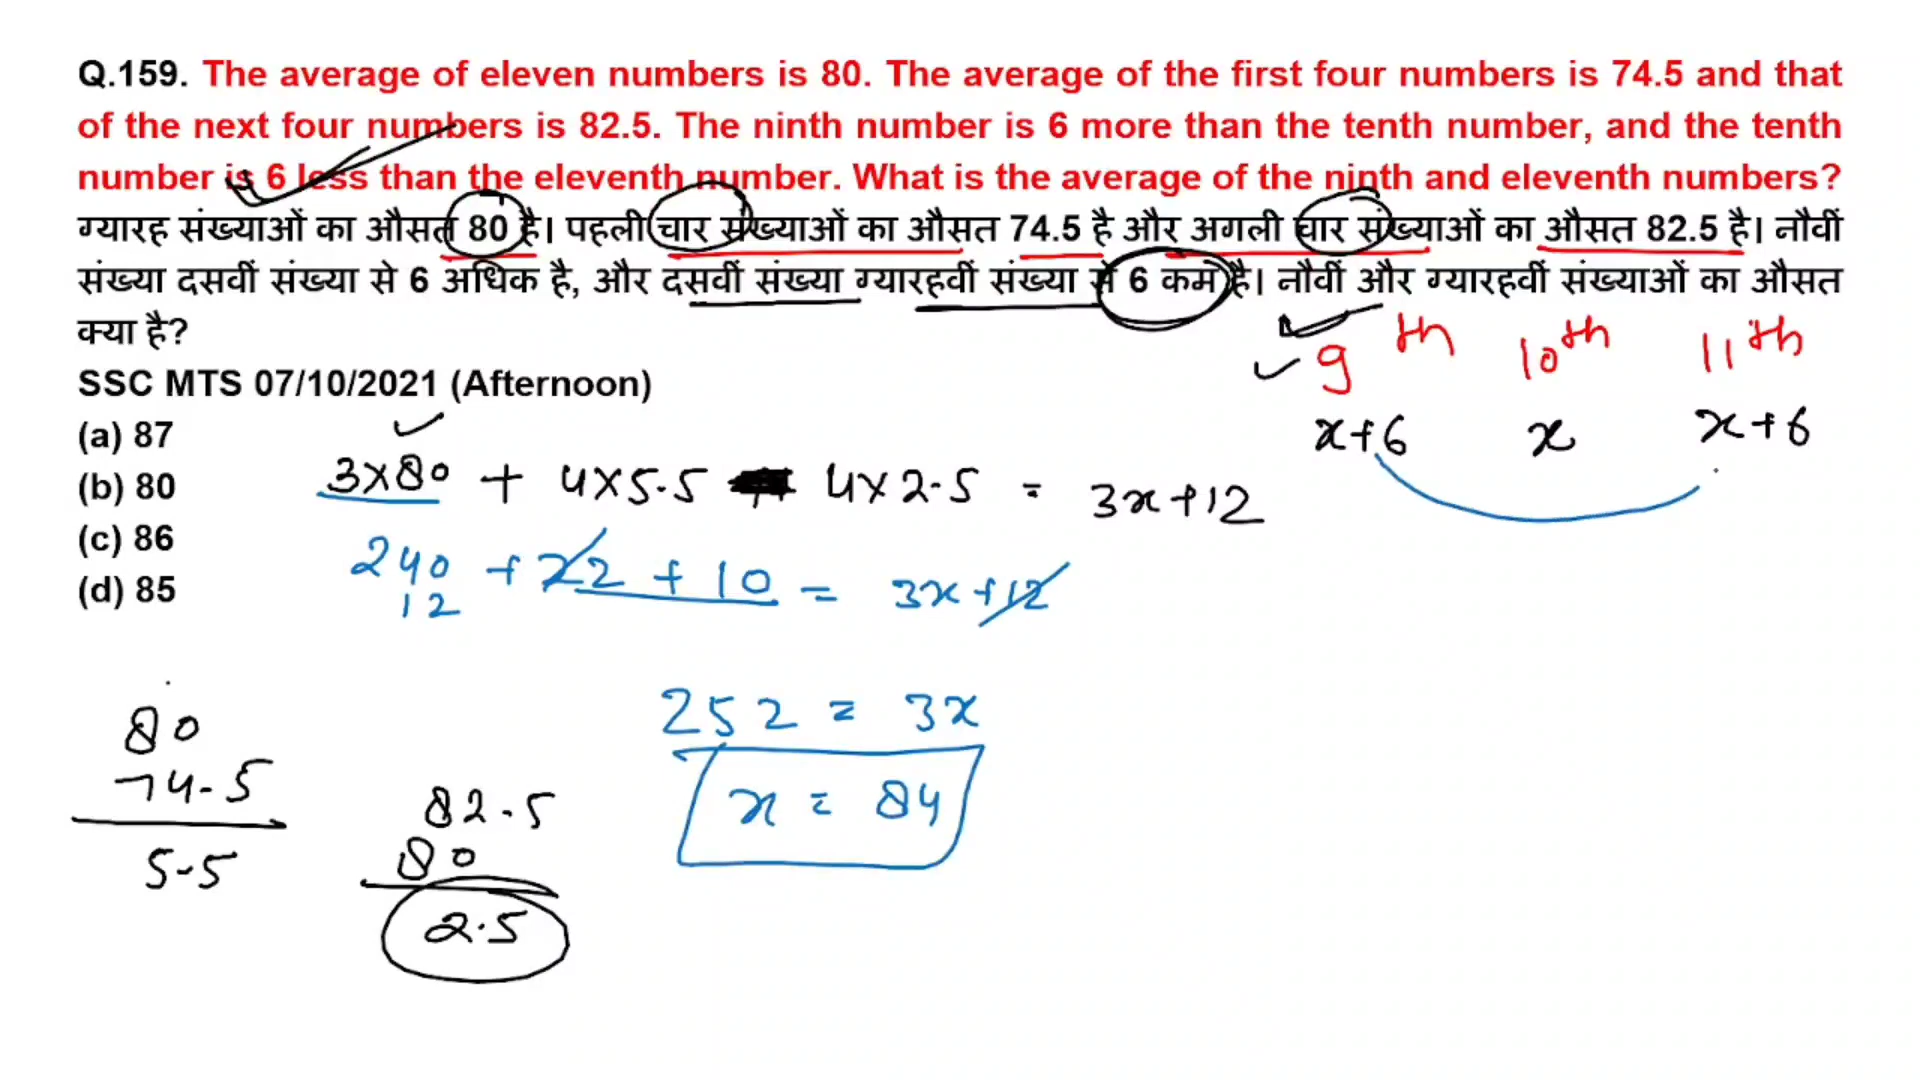 Q.159. The average of eleven numbers is 80. The average of the first four numbers is 74.5 and that
of the next four numbers is 82.5. The ninth number is 6 more than the tenth number, and the tenth
number is 6 less than the eleventh number. What is the average of the ninth and eleventh numbers?
ग्यारह संख्याओं का औसत 80 है। पहली चार संख्याओं का औसत 74.5 है और अगली चार संख्याओं का औसत 82.5 है। नौवीं
संख्या दसवीं संख्या से 6 अधिक है, और दसवीं संख्या ग्यारहवीं संख्या से 6 कम है। नौवीं और ग्यारहवीं संख्याओं का औसत
क्या है?
9th 10th 11th
SSC MTS 07/10/2021 (Afternoon)
x+6 x x+6
(a) 87
(b) 80
3x80 + 4x5.5 4x2.5 = 3x+12
(c) 86
240 + 22 + 10 = 3x+12
(d) 85
12
252 = 3x
x = 84
80
74.5
5.5
82.5
80
2.5